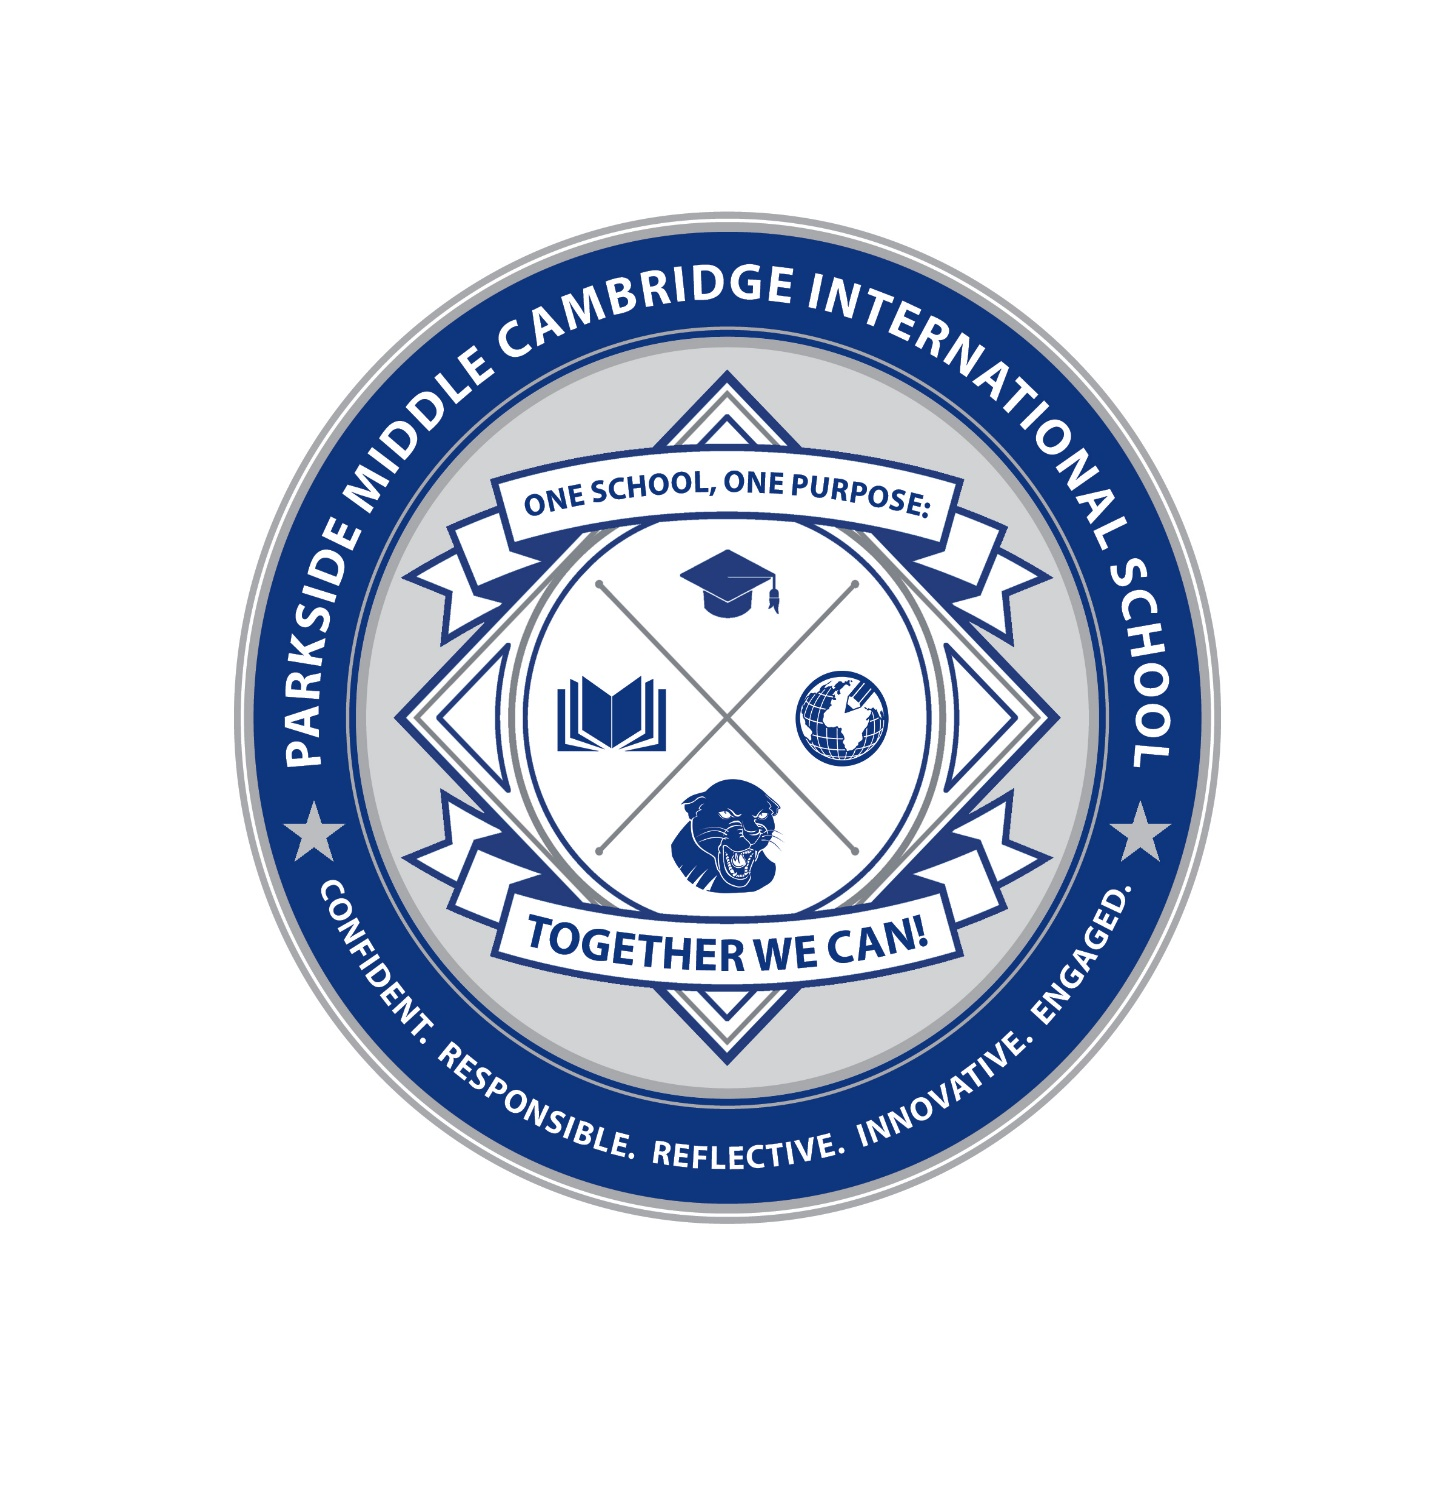 PARKSIDE MIDDLE CAMBRIDGE INTERNATIONAL SCHOOL
ONE SCHOOL, ONE PURPOSE:
TOGETHER WE CAN!
CONFIDENT. RESPONSIBLE. REFLECTIVE. INNOVATIVE. ENGAGED.